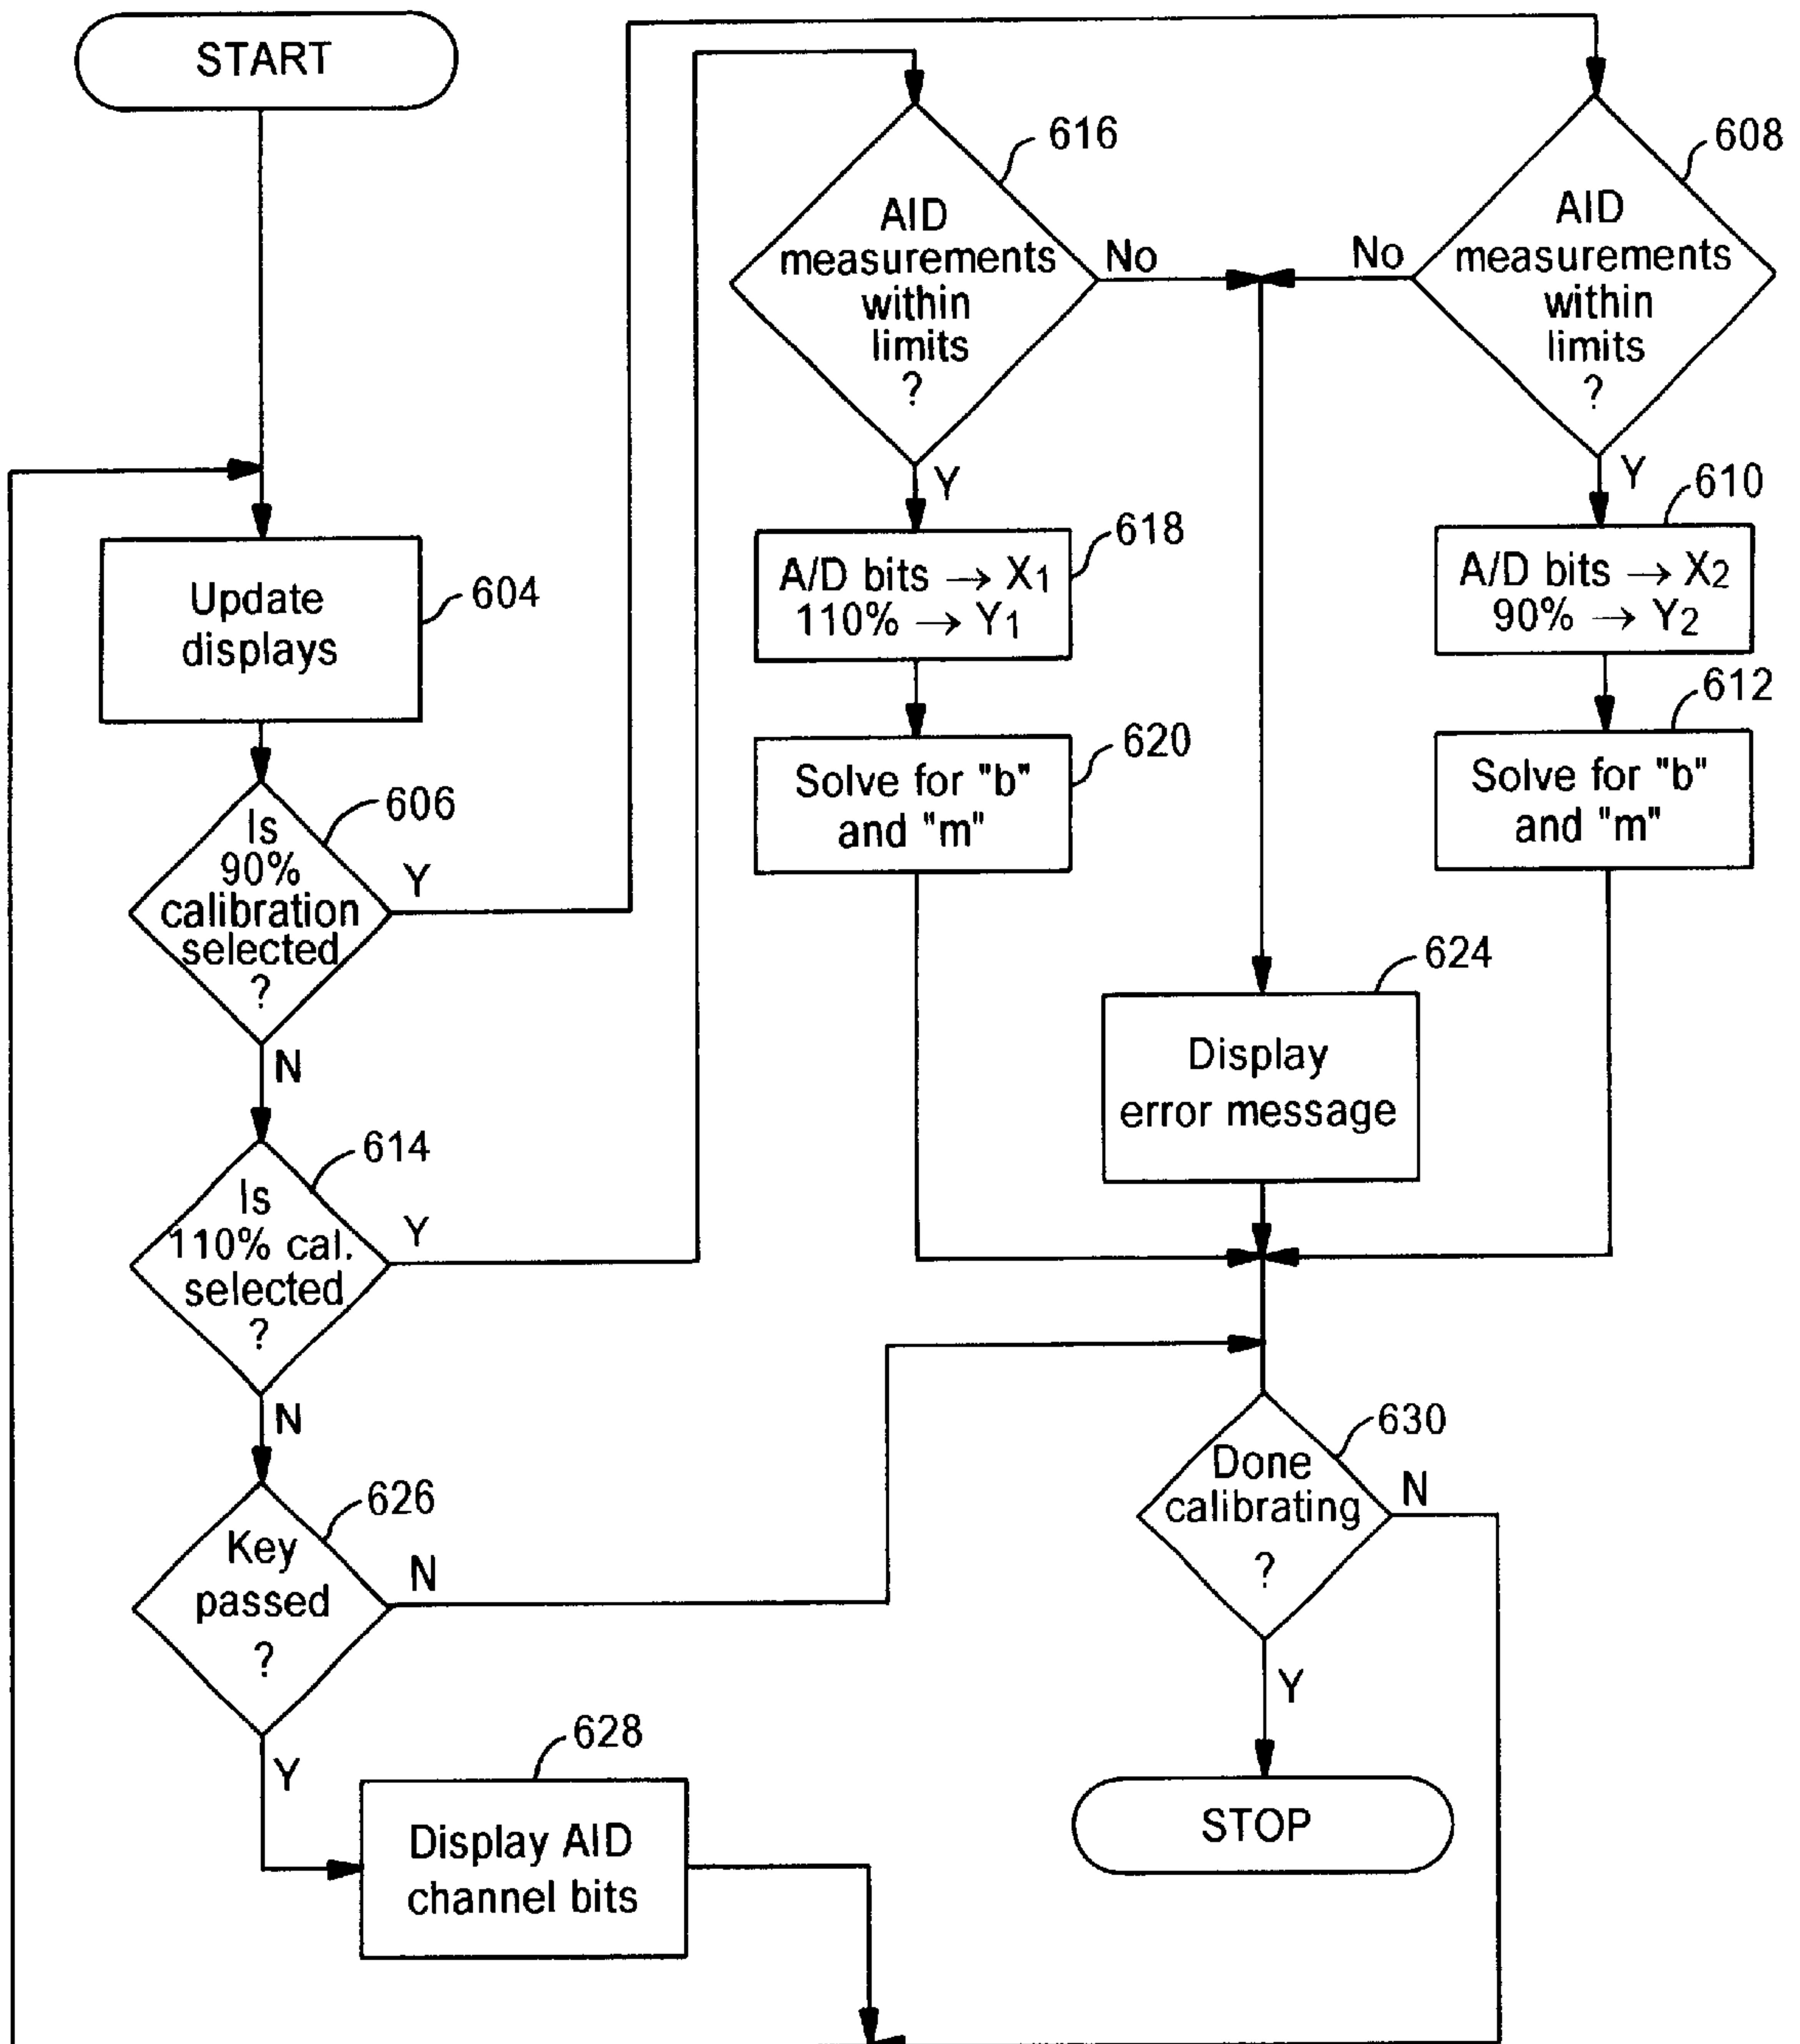 START
Update
displays
604
Is
90%
calibration
selected
?
606
Y
N
Is
110% cal.
selected
?
614
Y
N
Key
passed
?
626
N
Y
Display AID
channel bits
628
AID
measurements
within
limits
?
616
No
Y
A/D bits → X1
110% → Y1
618
Solve for "b"
and "m"
620
AID
measurements
within
limits
?
608
No
Y
A/D bits → X2
90% → Y2
610
Solve for "b"
and "m"
612
Display
error message
624
Done
calibrating
?
630
N
Y
STOP